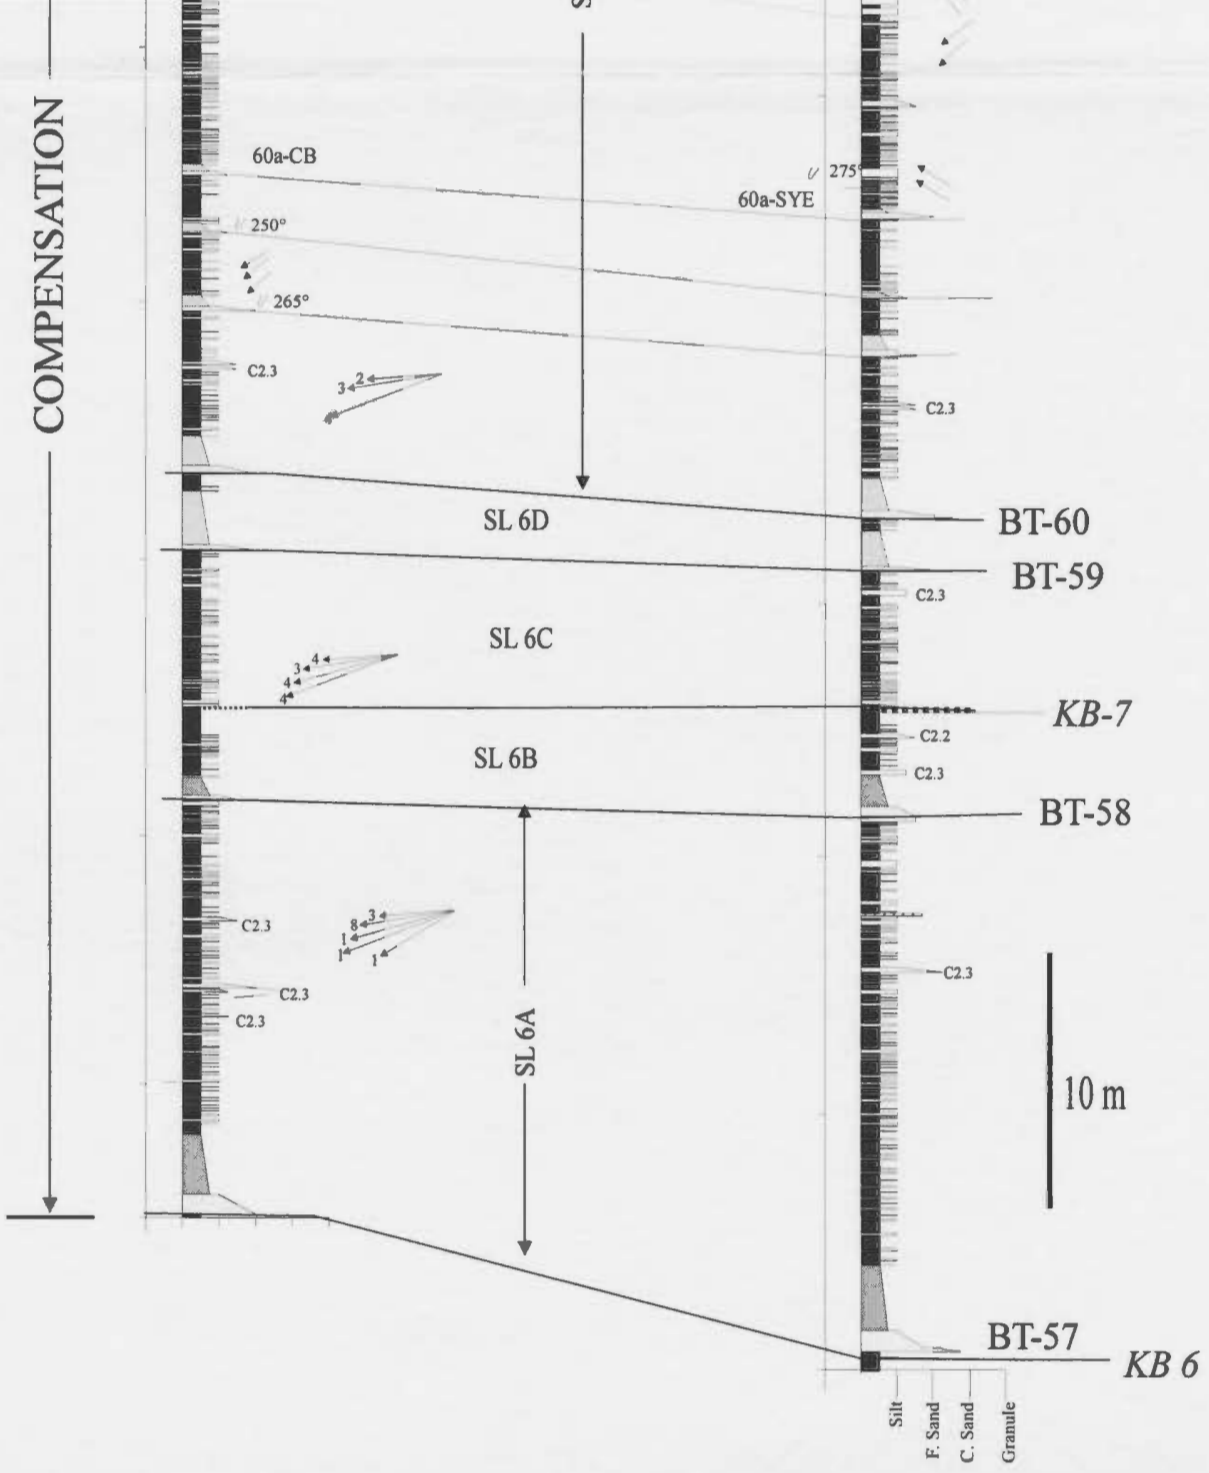 COMPENSATION
60a-CB
275°
60a-SYE
250°
265°
C2.3
2
3
C2.3
SL 6D
BT-60
BT-59
C2.3
SL 6C
4
3
4
4
KB-7
C2.2
SL 6B
C2.3
BT-58
3
8
1
1
1
C2.3
C2.3
C2.3
C2.3
SL 6A
10 m
BT-57
KB 6
Silt
F. Sand
C. Sand
Granule